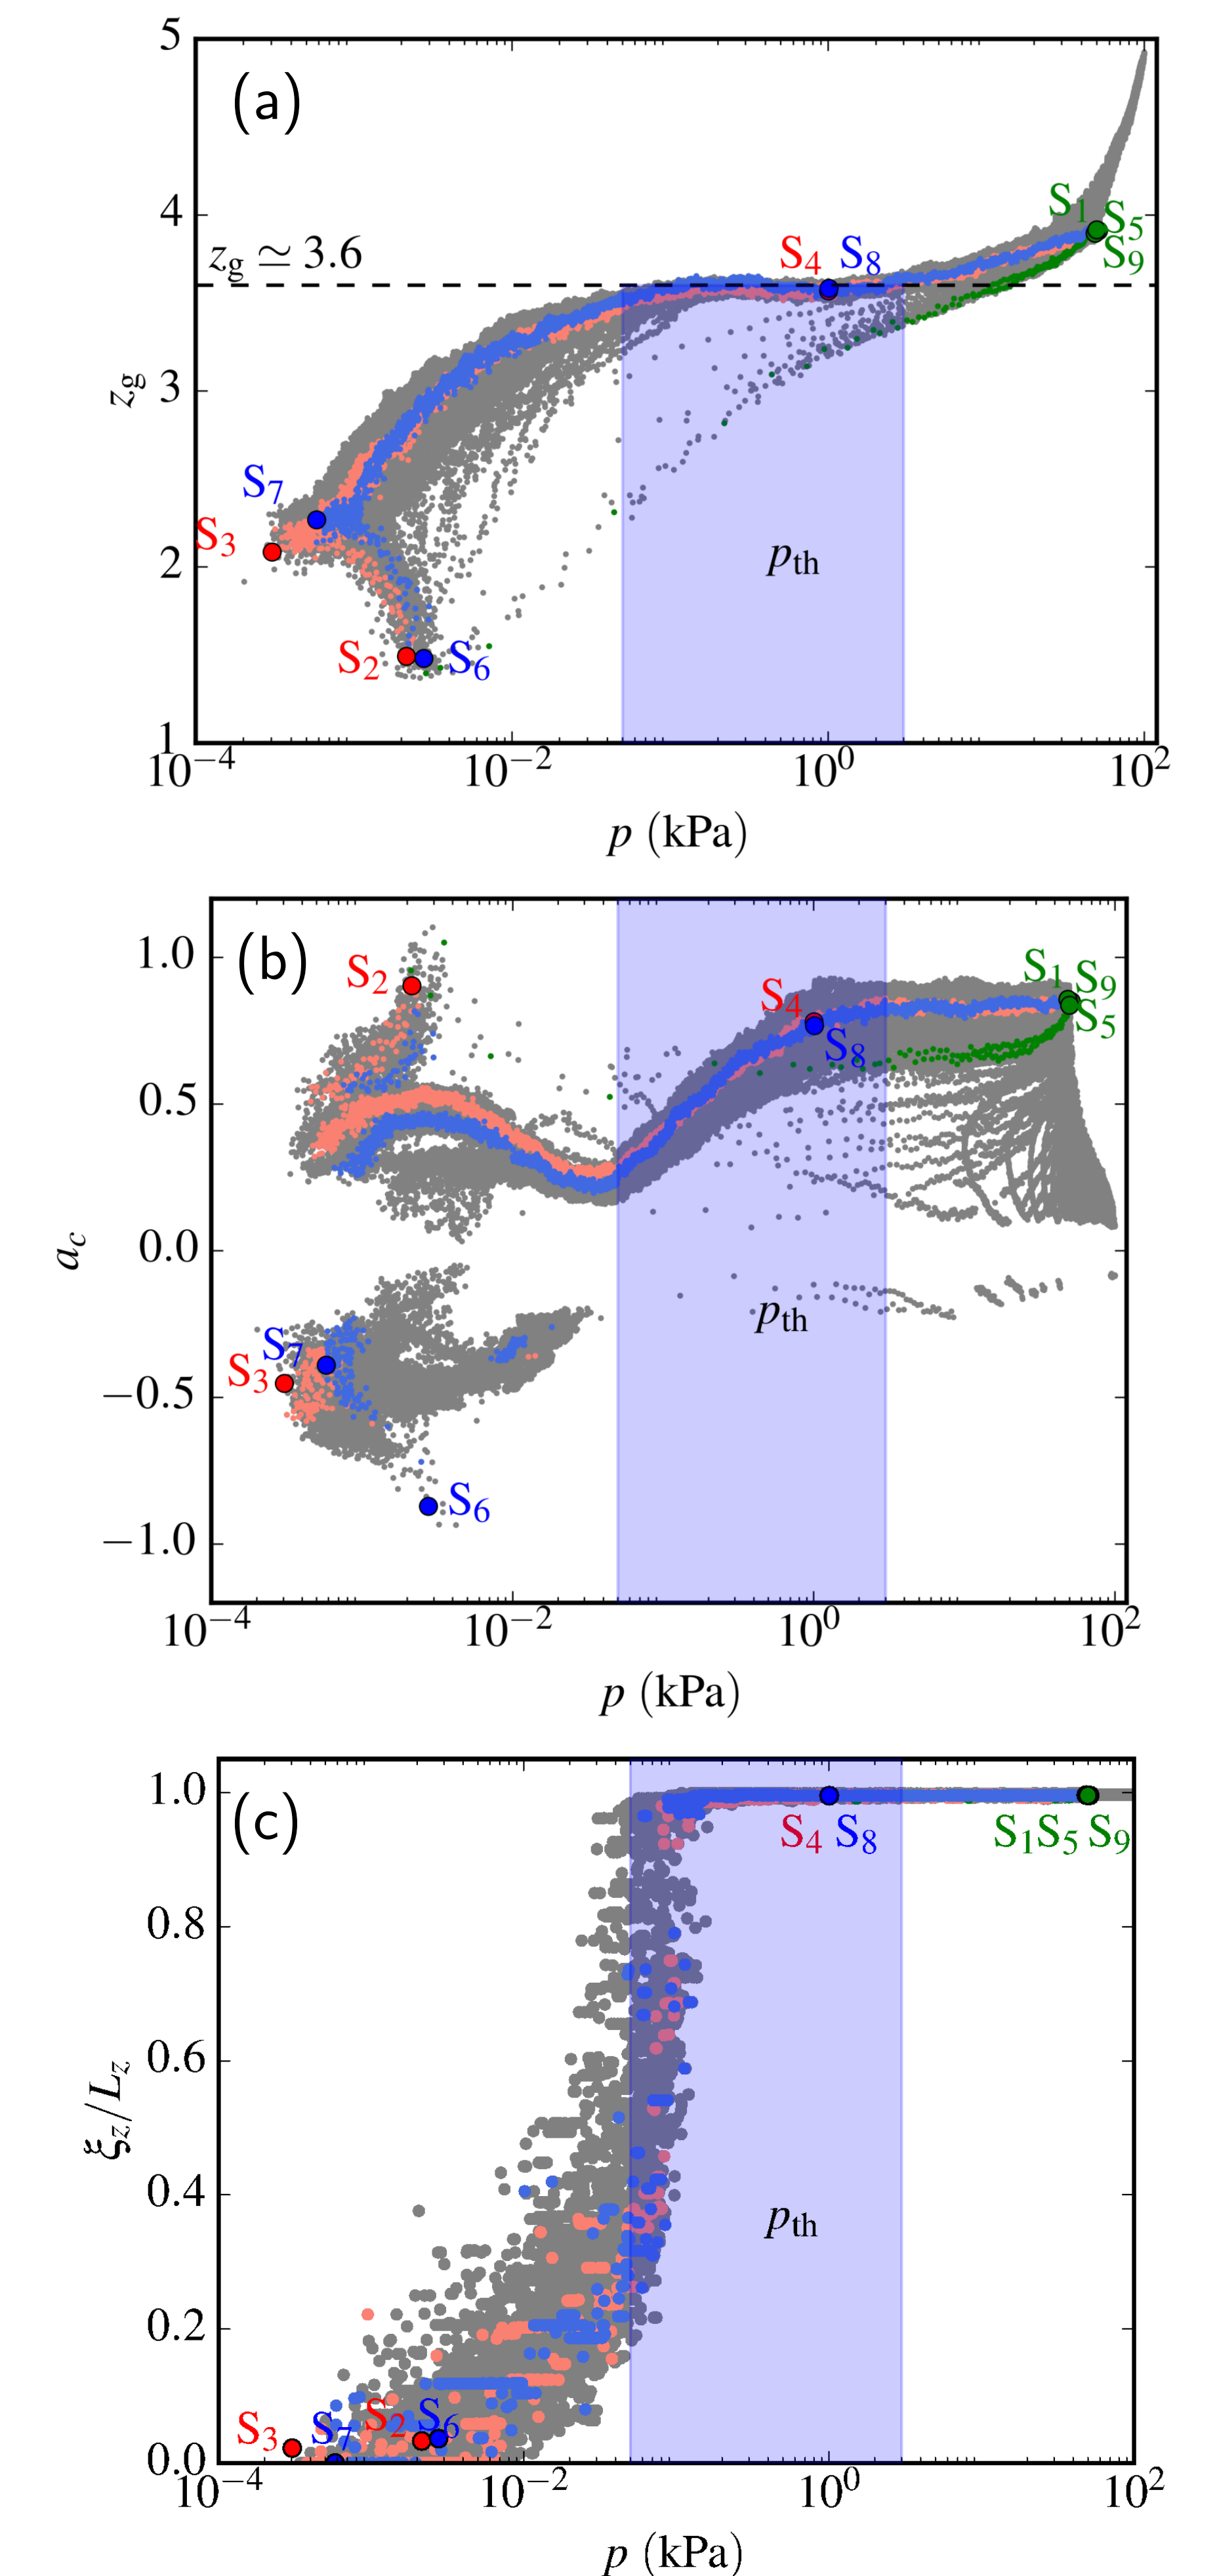 (a)
5
4
3
2
1
z_g
z_g ≃ 3.6
S_1
S_5
S_9
S_4 S_8
S_7
S_3
S_2 S_6
p_th
10^−4 10^−2 10^0 10^2
p (kPa)
(b)
1.0
0.5
0.0
−0.5
−1.0
a_c
S_2
S_1 S_9
S_5
S_4
S_8
S_7
S_3
S_6
p_th
10^−4 10^−2 10^0 10^2
p (kPa)
(c)
1.0
0.8
0.6
0.4
0.2
0.0
ξ_z/L_z
S_4 S_8 S_1 S_5 S_9
p_th
S_3 S_7 S_2 S_6
10^−4 10^−2 10^0 10^2
p (kPa)